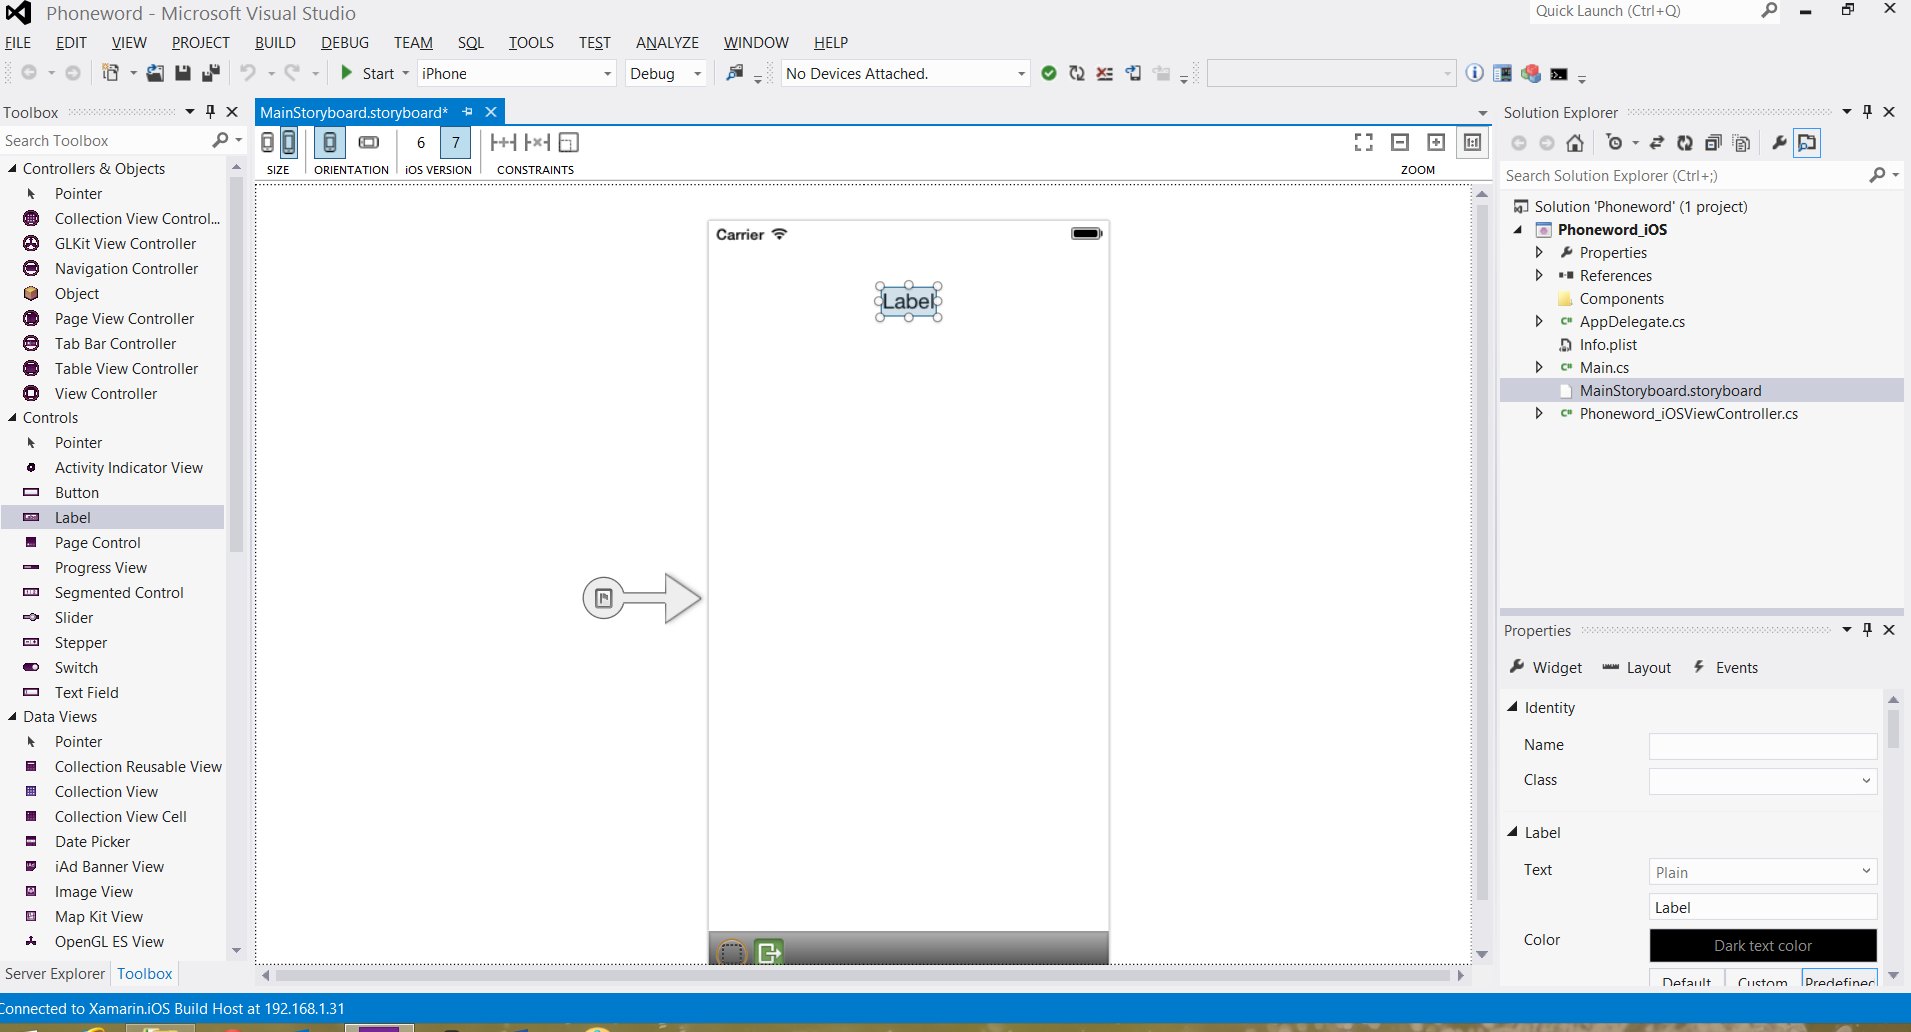 Phoneword - Microsoft Visual Studio
Quick Launch (Ctrl+Q)
FILE EDIT VIEW PROJECT BUILD DEBUG TEAM SQL TOOLS TEST ANALYZE WINDOW HELP
Start iPhone Debug No Devices Attached.
Toolbox
Search Toolbox
Controllers & Objects
Pointer
Collection View Control...
GLKit View Controller
Navigation Controller
Object
Page View Controller
Tab Bar Controller
Table View Controller
View Controller
Controls
Pointer
Activity Indicator View
Button
Label
Page Control
Progress View
Segmented Control
Slider
Stepper
Switch
Text Field
Data Views
Pointer
Collection Reusable View
Collection View
Collection View Cell
Date Picker
iAd Banner View
Image View
Map Kit View
OpenGL ES View
Server Explorer Toolbox
MainStoryboard.storyboard*
6 7
SIZE ORIENTATION iOS VERSION CONSTRAINTS ZOOM
Carrier
Label
Solution Explorer
Search Solution Explorer (Ctrl+;)
Solution 'Phoneword' (1 project)
Phoneword_iOS
Properties
References
Components
AppDelegate.cs
Info.plist
Main.cs
MainStoryboard.storyboard
Phoneword_iOSViewController.cs
Properties
Widget Layout Events
Identity
Name
Class
Label
Text Plain
Label
Color Dark text color
Default Custom Predefinec
Connected to Xamarin.iOS Build Host at 192.168.1.31